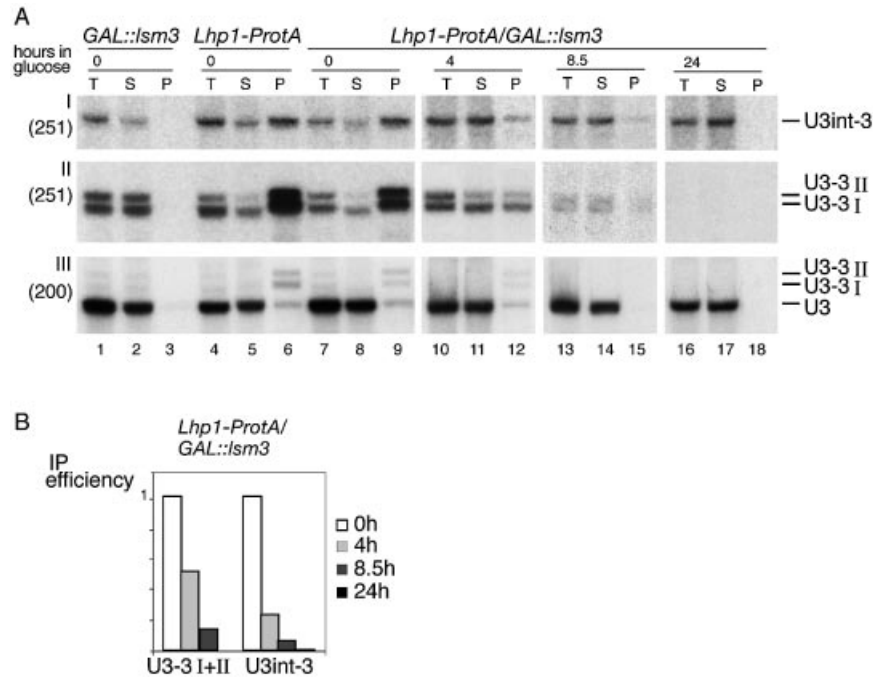 A
GAL::lsm3 Lhp1-ProtA Lhp1-ProtA/GAL::lsm3
hours in
glucose 0 0 0 4 8.5 24
T S P T S P T S P T S P T S P T S P
I
(251) U3int-3
II
(251) U3-3 II
U3-3 I
III
(200) U3-3 II
U3-3 I
U3
1 2 3 4 5 6 7 8 9 10 11 12 13 14 15 16 17 18
B
Lhp1-ProtA/
GAL::lsm3
IP
efficiency
1
0h
4h
8.5h
24h
U3-3 I+II U3int-3